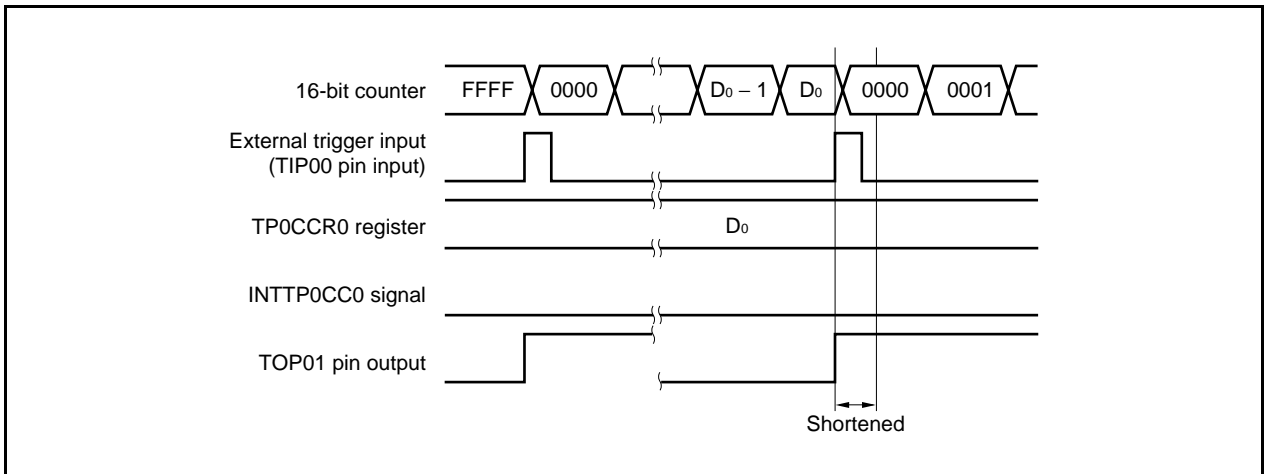 16-bit counter FFFF 0000 D₀ − 1 D₀ 0000 0001
External trigger input
(TIP00 pin input)
TP0CCR0 register D₀
INTTP0CC0 signal
TOP01 pin output
Shortened